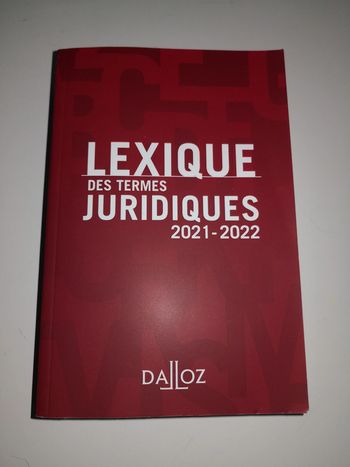 LEXIQUE
DES TERMES
JURIDIQUES
2021-2022
DALLOZ